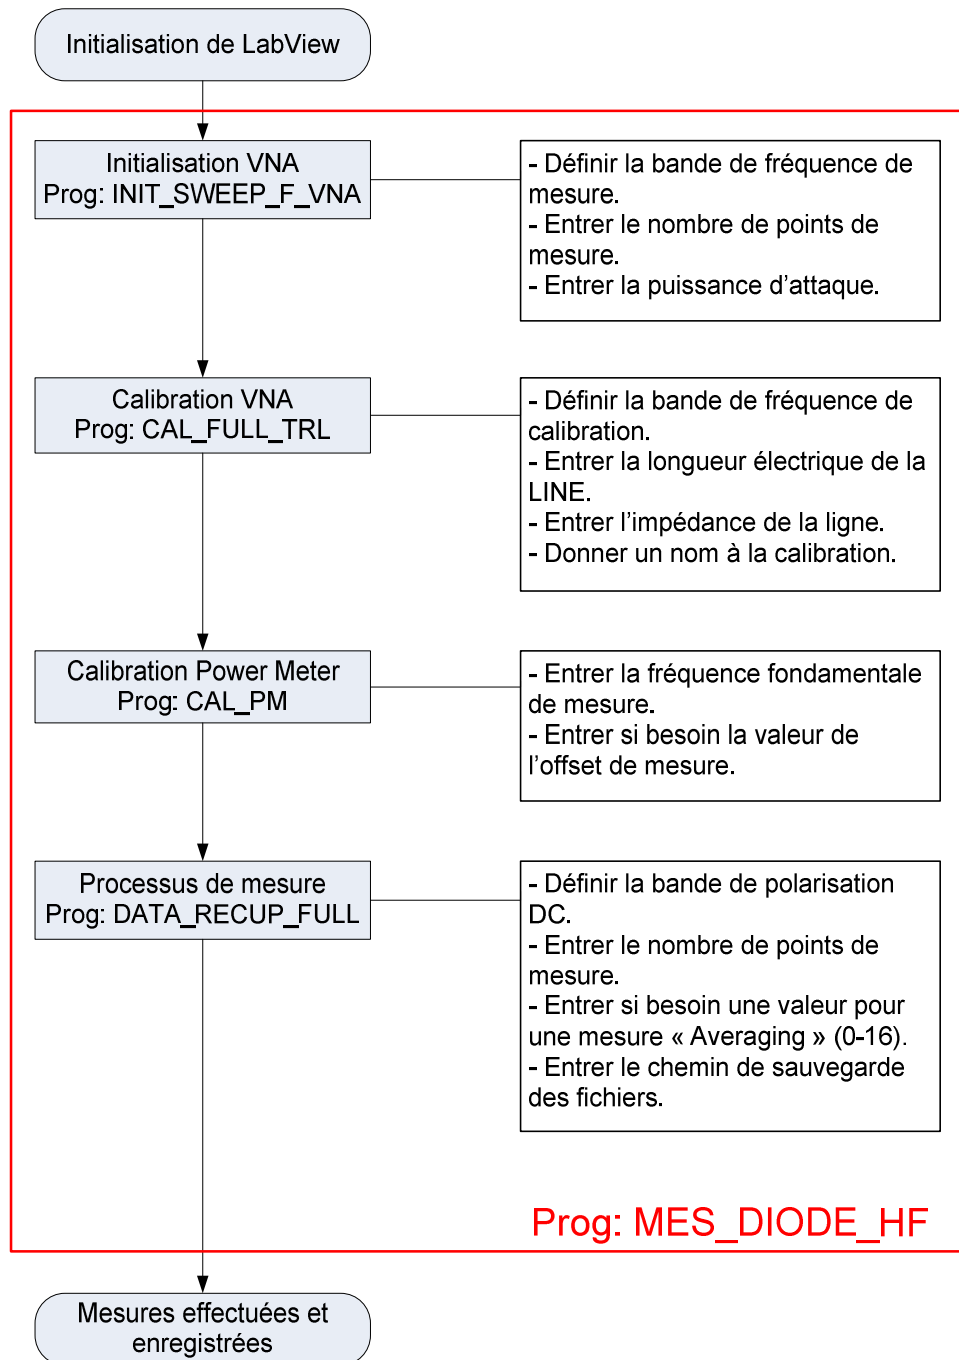 Initialisation de LabView
Initialisation VNA
Prog: INIT_SWEEP_F_VNA
- Définir la bande de fréquence de
mesure.
- Entrer le nombre de points de
mesure.
- Entrer la puissance d’attaque.
Calibration VNA
Prog: CAL_FULL_TRL
- Définir la bande de fréquence de
calibration.
- Entrer la longueur électrique de la
LINE.
- Entrer l’impédance de la ligne.
- Donner un nom à la calibration.
Calibration Power Meter
Prog: CAL_PM
- Entrer la fréquence fondamentale
de mesure.
- Entrer si besoin la valeur de
l’offset de mesure.
Processus de mesure
Prog: DATA_RECUP_FULL
- Définir la bande de polarisation
DC.
- Entrer le nombre de points de
mesure.
- Entrer si besoin une valeur pour
une mesure « Averaging » (0-16).
- Entrer le chemin de sauvegarde
des fichiers.
Prog: MES_DIODE_HF
Mesures effectuées et
enregistrées